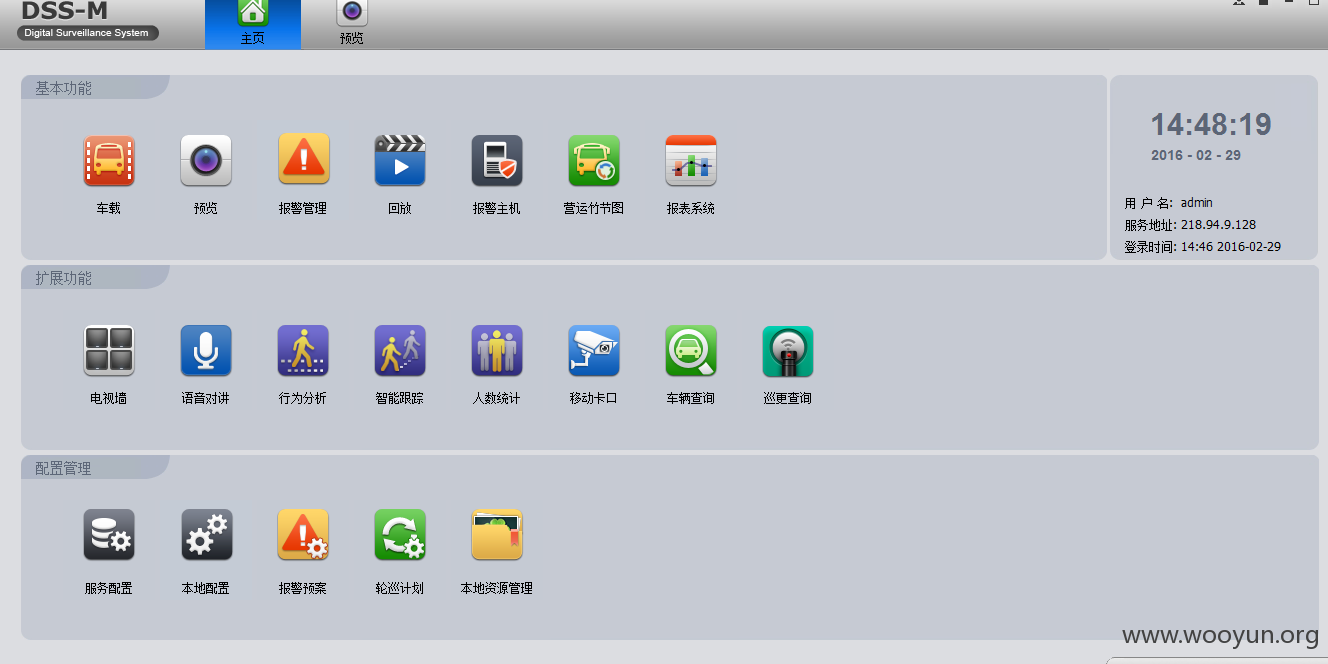 DSS-M
Digital Surveillance System
主页
预览
基本功能
14:48:19
2016 - 02 - 29
车载
预览
报警管理
回放
报警主机
营运竹节图
报表系统
用 户 名: admin
服务地址: 218.94.9.128
登录时间: 14:46 2016-02-29
扩展功能
电视墙
语音对讲
行为分析
智能跟踪
人数统计
移动卡口
车辆查询
巡更查询
配置管理
服务配置
本地配置
报警预案
轮巡计划
本地资源管理
www.wooyun.org